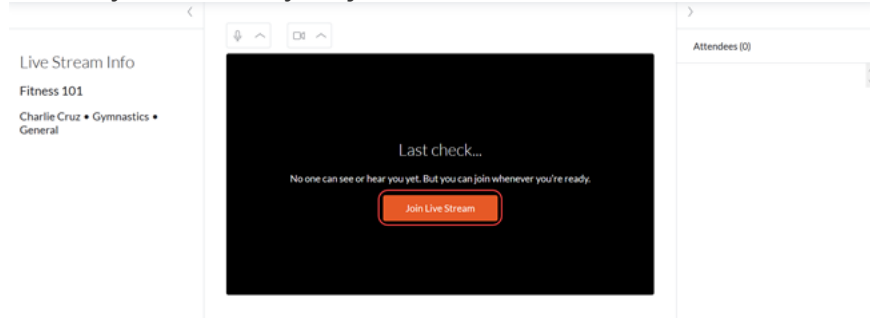 Live Stream Info
Fitness 101
Charlie Cruz • Gymnastics •
General
Last check...
No one can see or hear you yet. But you can join whenever you're ready.
Join Live Stream
Attendees (0)